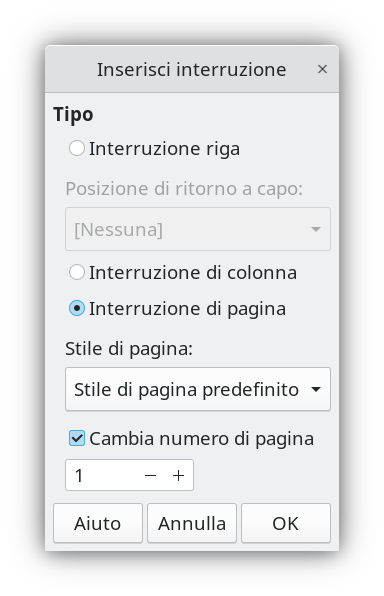 Inserisci interruzione ×
Tipo
Interruzione riga
Posizione di ritorno a capo:
[Nessuna]
Interruzione di colonna
Interruzione di pagina
Stile di pagina:
Stile di pagina predefinito
Cambia numero di pagina
1 − +
Aiuto Annulla OK